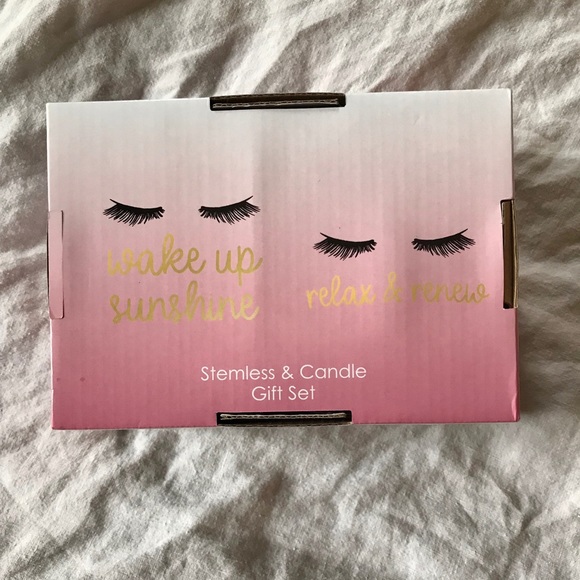 wake up
sunshine
relax & renew
Stemless & Candle
Gift Set